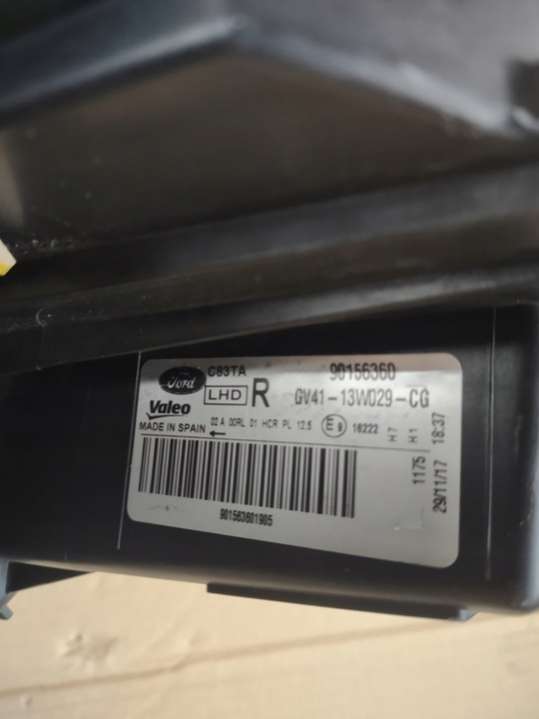 C83TA 90156360
Ford LHD R GV41-13W029-CG
Valeo 02 A 00RL 01 HCR PL 12.5 E9 16222 H7 H1
MADE IN SPAIN
1175 18:37
29/11/17
901563601905